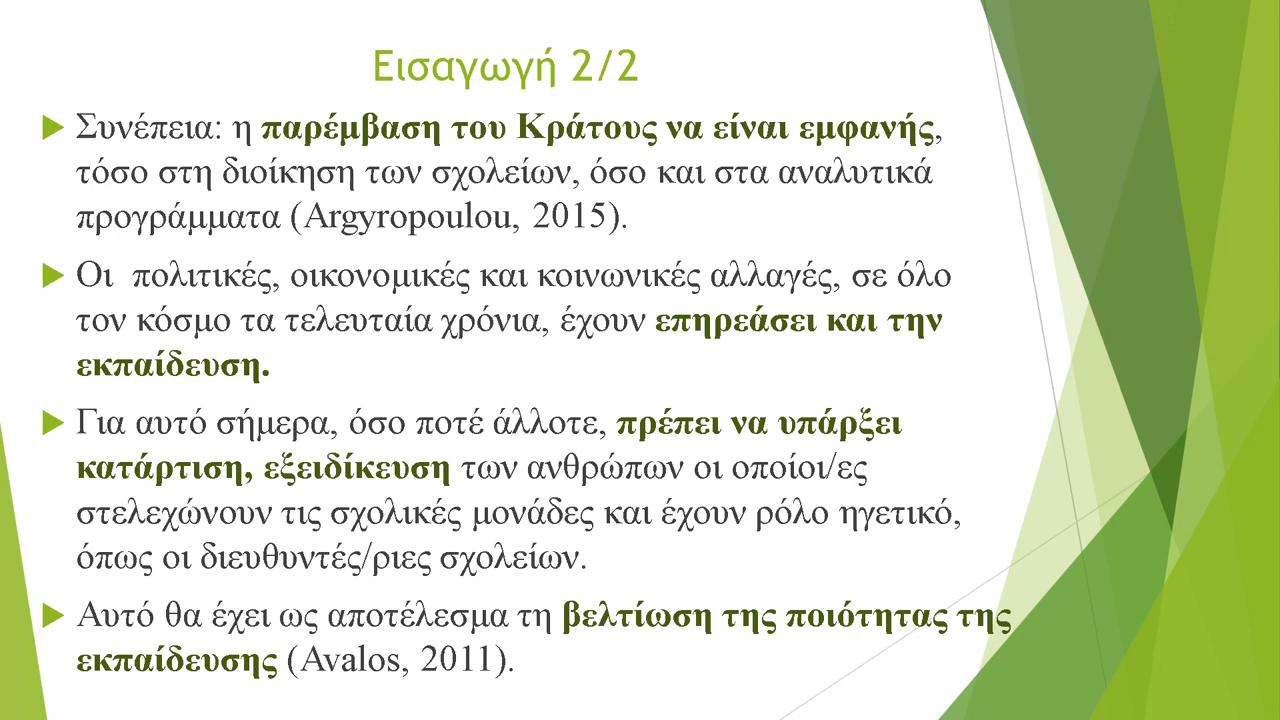 Εισαγωγή 2/2
Συνέπεια: η παρέμβαση του Κράτους να είναι εμφανής,
τόσο στη διοίκηση των σχολείων, όσο και στα αναλυτικά
προγράμματα (Argyropoulou, 2015).
Οι πολιτικές, οικονομικές και κοινωνικές αλλαγές, σε όλο
τον κόσμο τα τελευταία χρόνια, έχουν επηρεάσει και την
εκπαίδευση.
Για αυτό σήμερα, όσο ποτέ άλλοτε, πρέπει να υπάρξει
κατάρτιση, εξειδίκευση των ανθρώπων οι οποίοι/ες
στελεχώνουν τις σχολικές μονάδες και έχουν ρόλο ηγετικό,
όπως οι διευθυντές/ριες σχολείων.
Αυτό θα έχει ως αποτέλεσμα τη βελτίωση της ποιότητας της
εκπαίδευσης (Avalos, 2011).